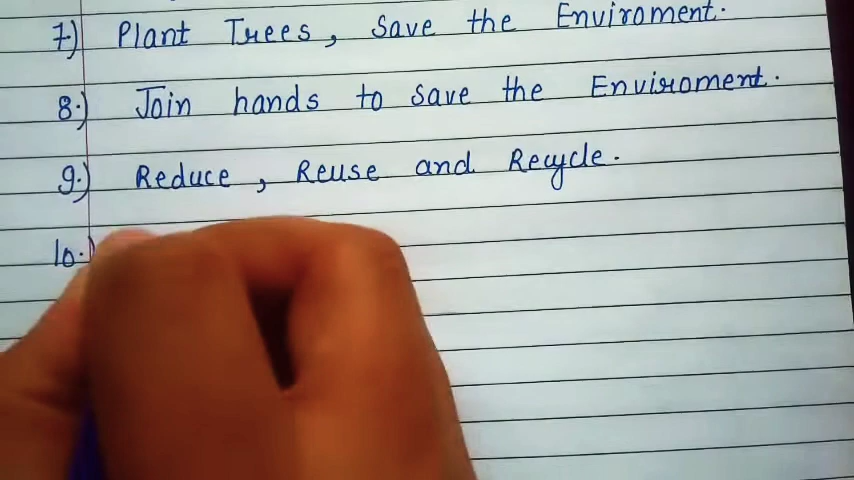 7.) Plant Trees, Save the Enviroment.
8.) Join hands to save the Enviroment.
9.) Reduce, Reuse and Recycle.
10.)